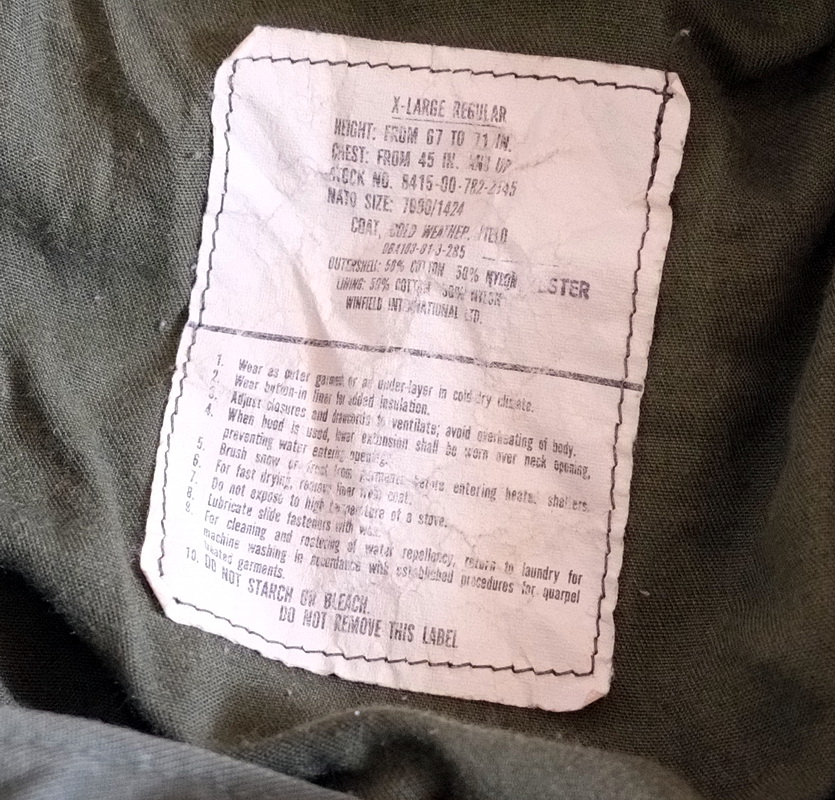 X-LARGE REGULAR
HEIGHT: FROM 67 TO 71 IN.
CHEST: FROM 45 IN. AND UP
STOCK NO. 8415-00-782-2945
NATO SIZE: 7090/1424
COAT, COLD WEATHER, FIELD
OUTERSHELL: 50% COTTON 50% NYLON
LINING: 50% COTTON 50% NYLON
WINFIELD INTERNATIONAL LTD.
1. Wear as outer garment or as under-layer in cold dry climate.
2. Wear button-in liner for added insulation.
3. Adjust closures and drawcords to ventilate; avoid overheating of body.
4. When hood is used, lower extension shall be worn over neck opening,
preventing water entering opening.
5. Brush snow or frost from garments before entering heated shelters.
6. For fast drying, remove liner from coat.
7. Do not expose to high temperature of a stove.
8. Lubricate slide fasteners with wax.
9. For cleaning and restoring of water repellency, return to laundry for
machine washing in accordance with established procedures for quarpel
treated garments.
10. DO NOT STARCH OR BLEACH.
DO NOT REMOVE THIS LABEL